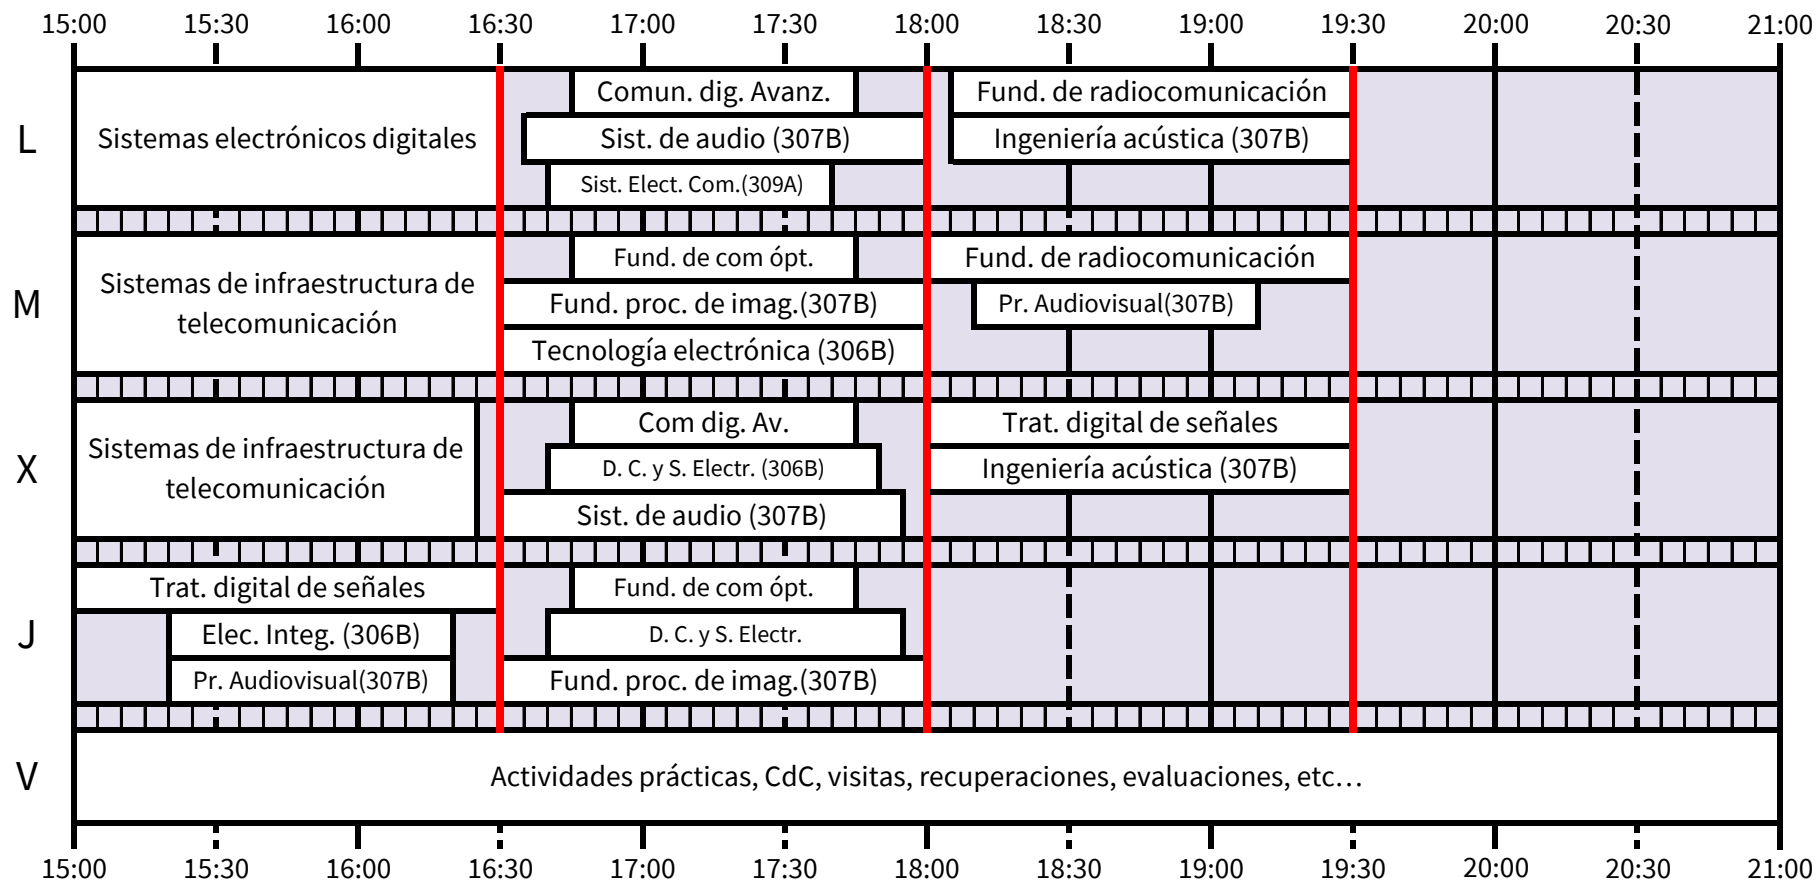 15:00 15:30 16:00 16:30 17:00 17:30 18:00 18:30 19:00 19:30 20:00 20:30 21:00
L
Sistemas electrónicos digitales
Comun. dig. Avanz.
Sist. de audio (307B)
Sist. Elect. Com.(309A)
Fund. de radiocomunicación
Ingeniería acústica (307B)
M
Sistemas de infraestructura de
telecomunicación
Fund. de com ópt.
Fund. proc. de imag.(307B)
Tecnología electrónica (306B)
Fund. de radiocomunicación
Pr. Audiovisual(307B)
X
Sistemas de infraestructura de
telecomunicación
Com dig. Av.
D. C. y S. Electr. (306B)
Sist. de audio (307B)
Trat. digital de señales
Ingeniería acústica (307B)
J
Trat. digital de señales
Elec. Integ. (306B)
Pr. Audiovisual(307B)
Fund. de com ópt.
D. C. y S. Electr.
Fund. proc. de imag.(307B)
V
Actividades prácticas, CdC, visitas, recuperaciones, evaluaciones, etc…
15:00 15:30 16:00 16:30 17:00 17:30 18:00 18:30 19:00 19:30 20:00 20:30 21:00